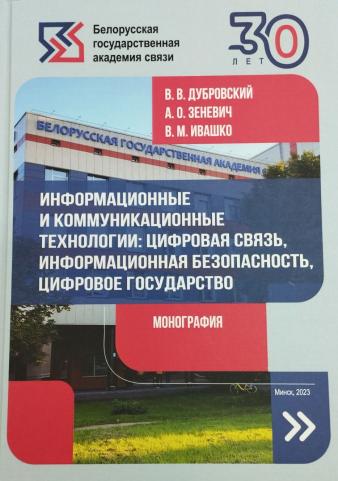 Белорусская
государственная
академия связи
30
ЛЕТ
В. В. ДУБРОВСКИЙ
А. О. ЗЕНЕВИЧ
В. М. ИВАШКО
БЕЛОРУССКАЯ ГОСУДАРСТВЕННАЯ АКАДЕМИЯ
ИНФОРМАЦИОННЫЕ
И КОММУНИКАЦИОННЫЕ
ТЕХНОЛОГИИ: ЦИФРОВАЯ СВЯЗЬ,
ИНФОРМАЦИОННАЯ БЕЗОПАСНОСТЬ,
ЦИФРОВОЕ ГОСУДАРСТВО
МОНОГРАФИЯ
Минск, 2023